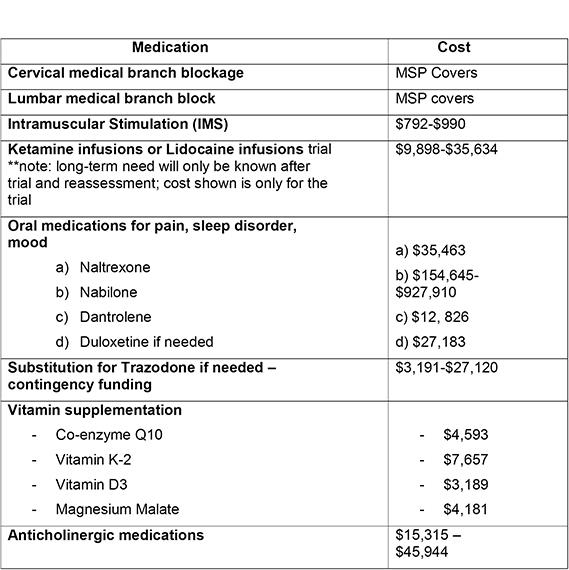 Medication Cost
Cervical medical branch blockage MSP Covers
Lumbar medical branch block MSP covers
Intramuscular Stimulation (IMS) $792-$990
Ketamine infusions or Lidocaine infusions trial $9,898-$35,634
**note: long-term need will only be known after
trial and reassessment; cost shown is only for the
trial
Oral medications for pain, sleep disorder,
mood
a) Naltrexone
b) Nabilone
c) Dantrolene
d) Duloxetine if needed
a) $35,463
b) $154,645-
$927,910
c) $12, 826
d) $27,183
Substitution for Trazodone if needed – $3,191-$27,120
contingency funding
Vitamin supplementation
- Co-enzyme Q10 - $4,593
- Vitamin K-2 - $7,657
- Vitamin D3 - $3,189
- Magnesium Malate - $4,181
Anticholinergic medications $15,315 –
$45,944